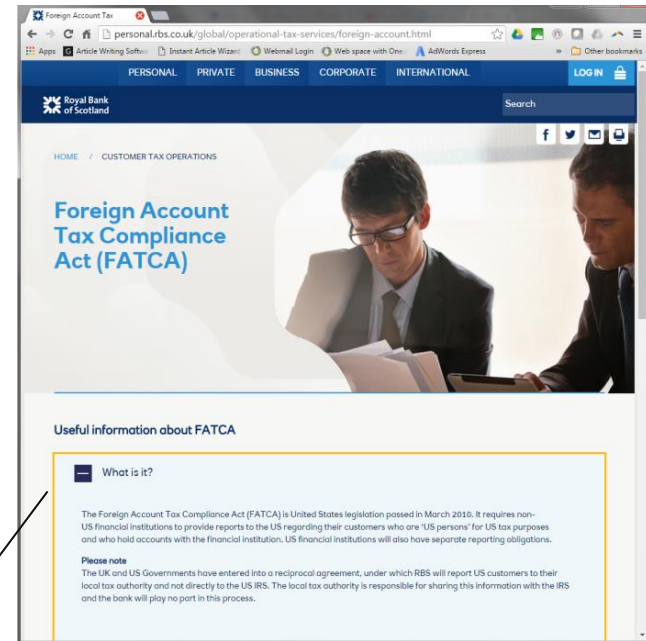 Foreign Account Tax
personal.rbs.co.uk/global/operational-tax-services/foreign-account.html
Apps Article Writing Softwa Instant Article Wizard Webmail Login Web space with One. AdWords Express » Other bookmarks
PERSONAL PRIVATE BUSINESS CORPORATE INTERNATIONAL LOG IN
Royal Bank
of Scotland
Search
HOME / CUSTOMER TAX OPERATIONS
Foreign Account
Tax Compliance
Act (FATCA)
Useful information about FATCA
What is it?
The Foreign Account Tax Compliance Act (FATCA) is United States legislation passed in March 2010. It requires non-
US financial institutions to provide reports to the US regarding their customers who are 'US persons' for US tax purposes
and who hold accounts with the financial institution. US financial institutions will also have separate reporting obligations.
Please note
The UK and US Governments have entered into a reciprocal agreement, under which RBS will report US customers to their
local tax authority and not directly to the US IRS. The local tax authority is responsible for sharing this information with the IRS
and the bank will play no part in this process.